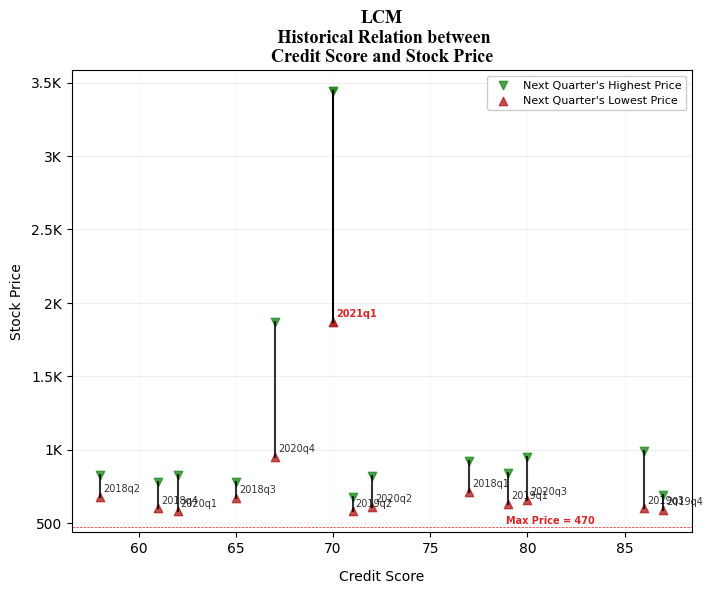 LCM
Historical Relation between
Credit Score and Stock Price
Next Quarter's Highest Price
Next Quarter's Lowest Price
3.5K
3K
2.5K
2K
1.5K
1K
500
Stock Price
2021q1
2020q4
2018q2
2018q4
2020q1
2018q3
2019q2
2020q2
2018q1
2019q1
2020q3
2019q3
2019q4
Max Price = 470
60
65
70
75
80
85
Credit Score